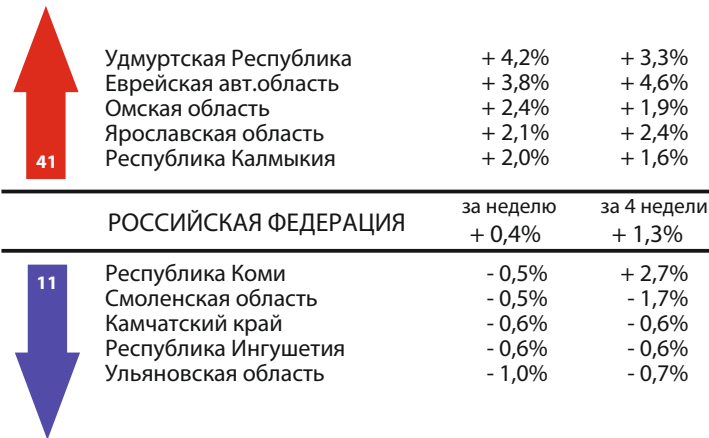 Удмуртская Республика + 4,2% + 3,3%
Еврейская авт.область + 3,8% + 4,6%
Омская область + 2,4% + 1,9%
Ярославская область + 2,1% + 2,4%
41 Республика Калмыкия + 2,0% + 1,6%
за неделю за 4 недели
РОССИЙСКАЯ ФЕДЕРАЦИЯ + 0,4% + 1,3%
11 Республика Коми - 0,5% + 2,7%
Смоленская область - 0,5% - 1,7%
Камчатский край - 0,6% - 0,6%
Республика Ингушетия - 0,6% - 0,6%
Ульяновская область - 1,0% - 0,7%